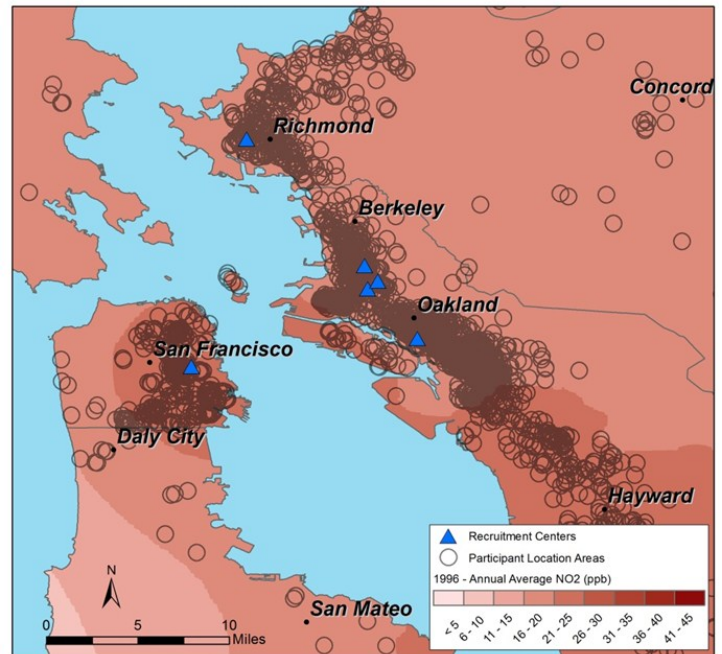 Concord
Richmond
Berkeley
Oakland
San Francisco
Daly City
Hayward
San Mateo
N
0 5 10
Miles
Recruitment Centers
Participant Location Areas
1996 - Annual Average NO2 (ppb)
< 5
6 - 10
11 - 15
16 - 20
21 - 25
26 - 30
31 - 35
36 - 40
41 - 45